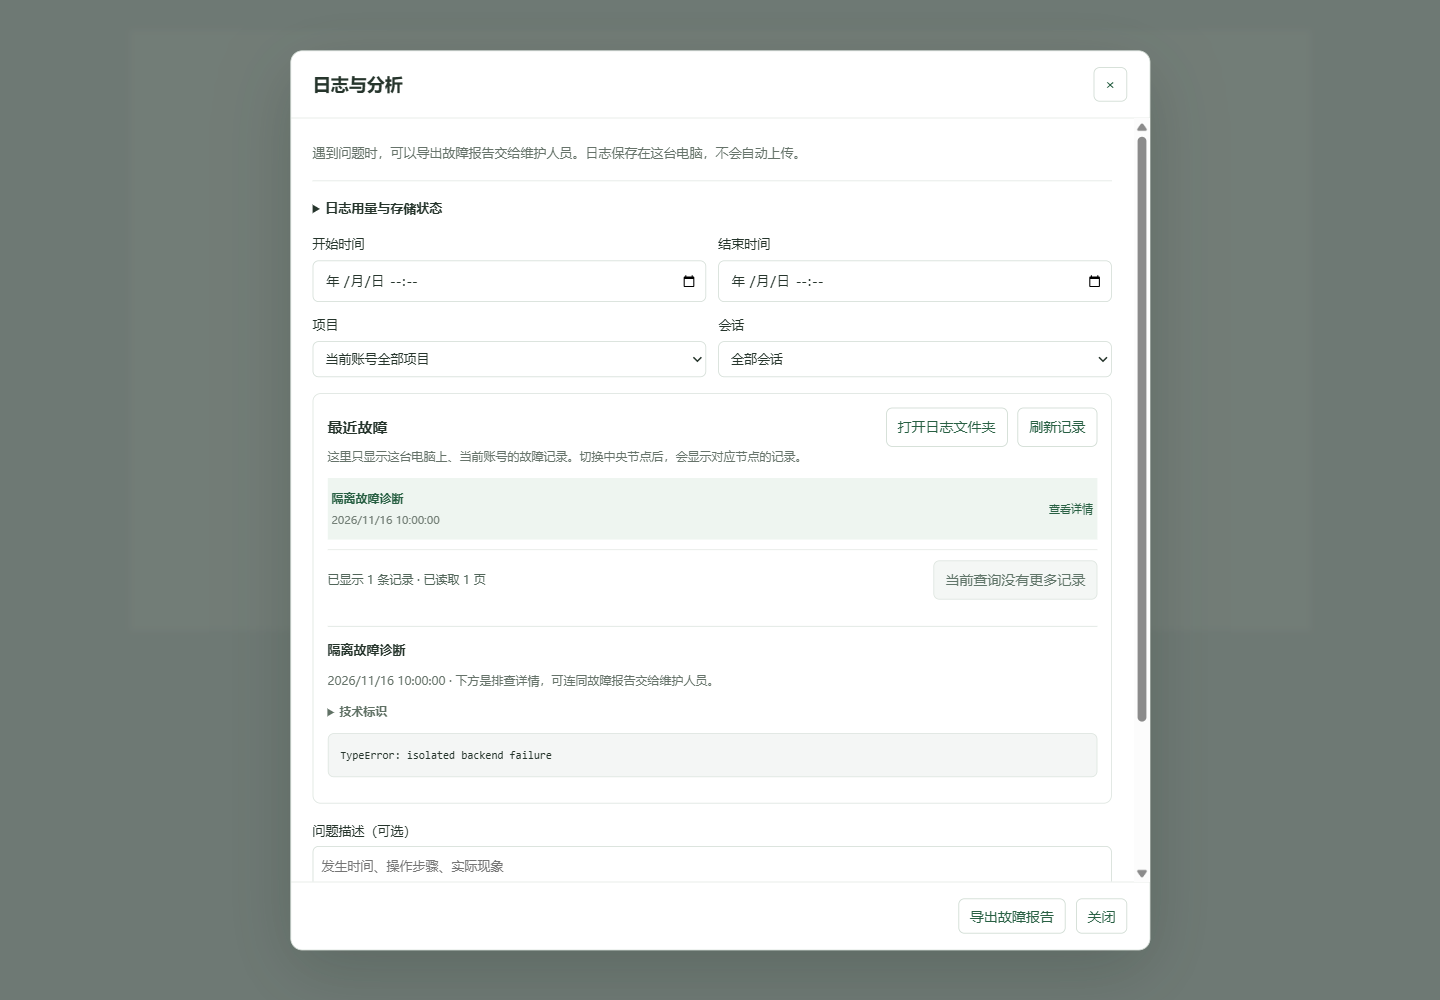 日志与分析
×
遇到问题时，可以导出故障报告交给维护人员。日志保存在这台电脑，不会自动上传。
▶ 日志用量与存储状态
开始时间
结束时间
年 /月/日 --:--
年 /月/日 --:--
项目
会话
当前账号全部项目
全部会话
最近故障
打开日志文件夹
刷新记录
这里只显示这台电脑上、当前账号的故障记录。切换中央节点后，会显示对应节点的记录。
隔离故障诊断
2026/11/16 10:00:00
查看详情
已显示 1 条记录 · 已读取 1 页
当前查询没有更多记录
隔离故障诊断
2026/11/16 10:00:00 · 下方是排查详情，可连同故障报告交给维护人员。
▶ 技术标识
TypeError: isolated backend failure
问题描述（可选）
发生时间、操作步骤、实际现象
导出故障报告
关闭